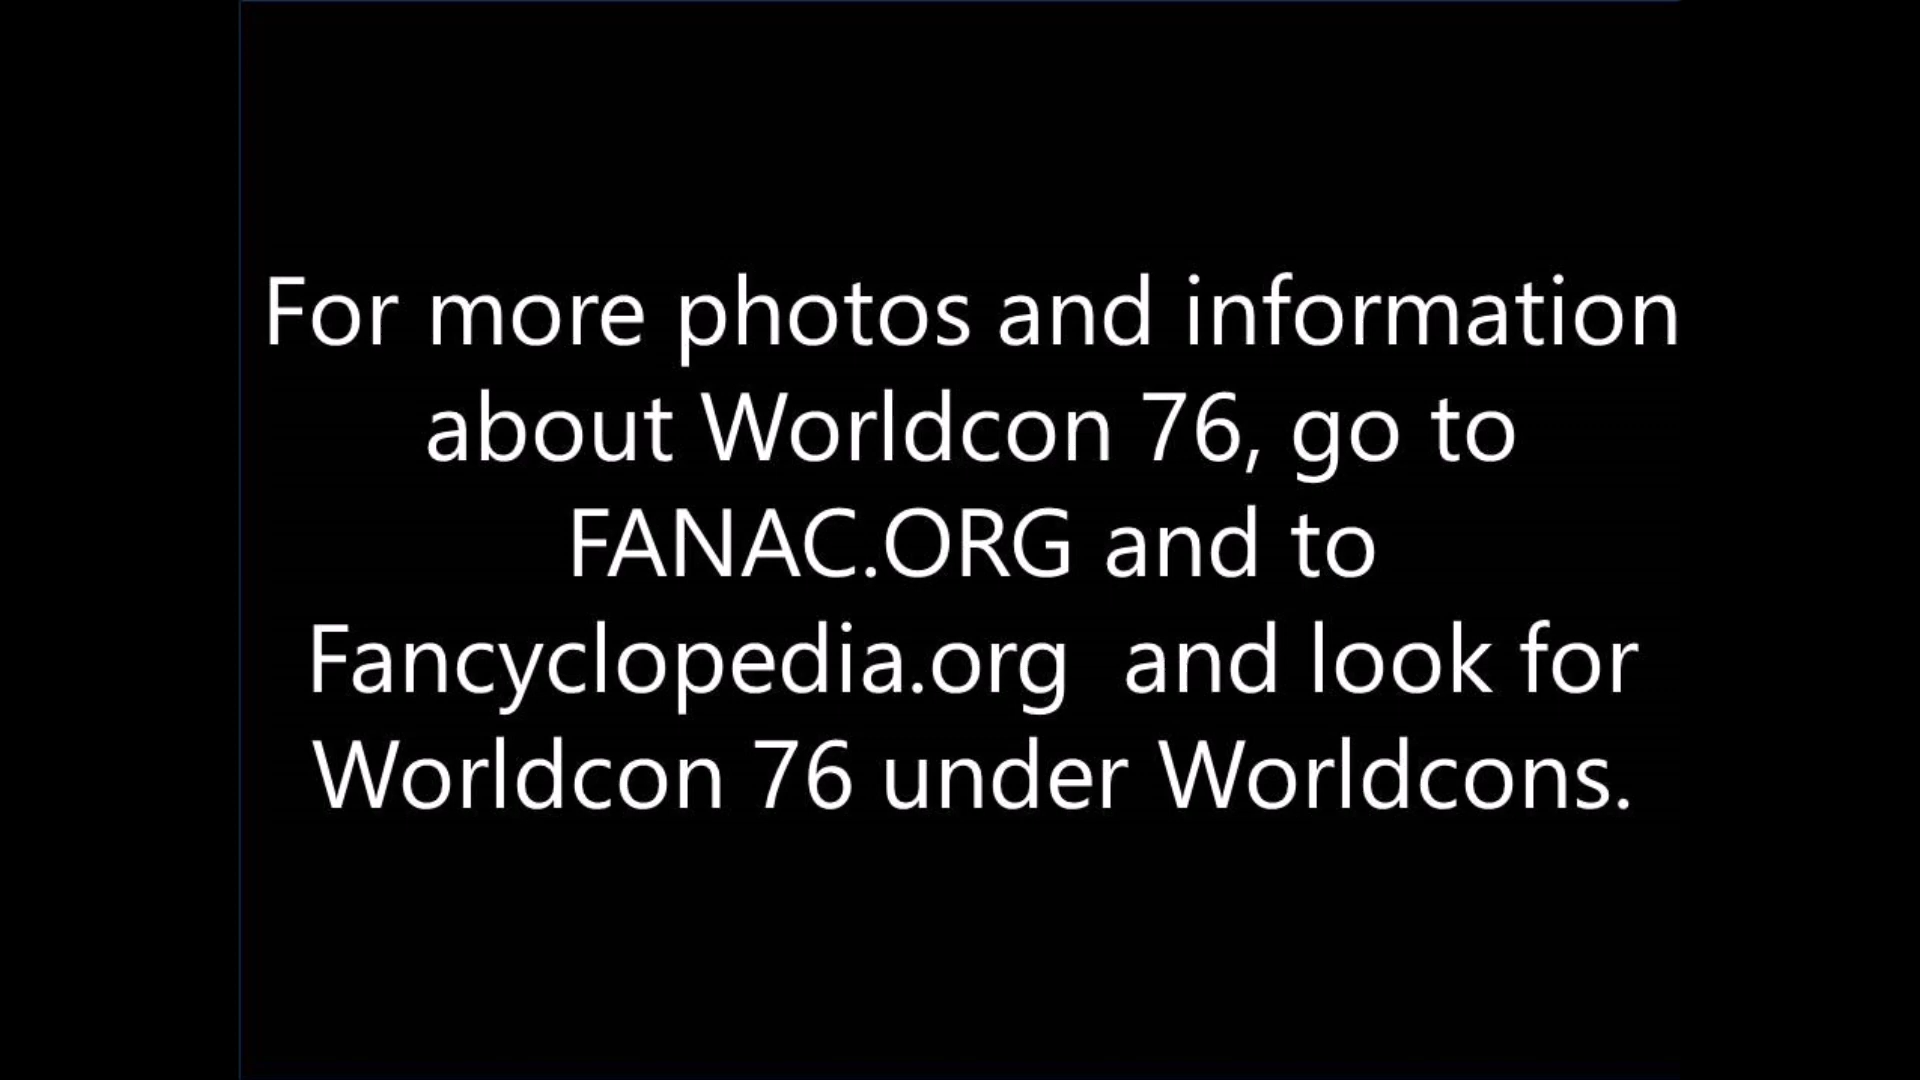 For more photos and information
about Worldcon 76, go to
FANAC.ORG and to
Fancyclopedia.org  and look for
Worldcon 76 under Worldcons.